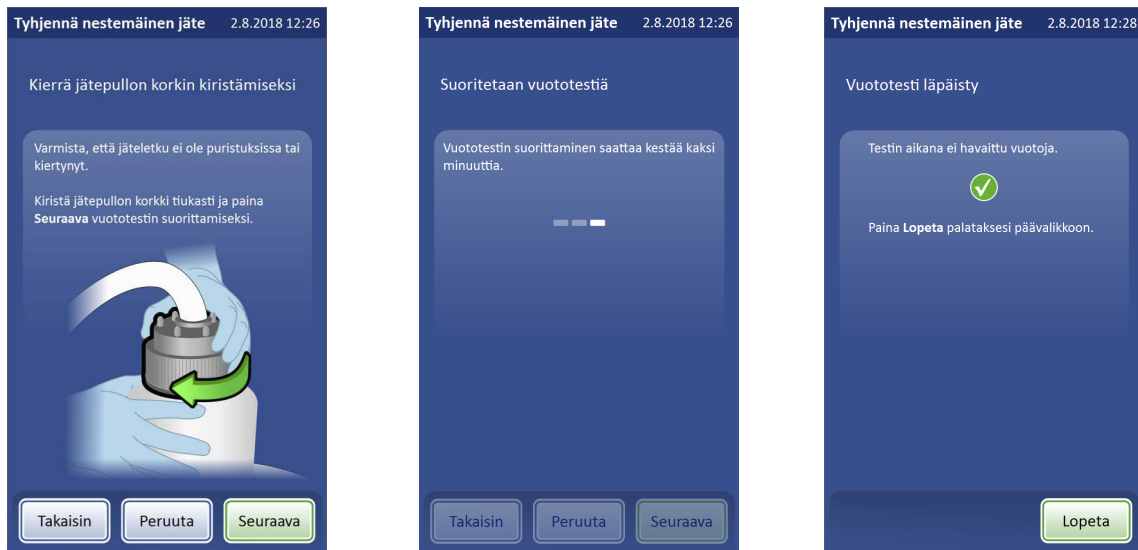 Tyhjennä nestemäinen jäte 2.8.2018 12:26
Kierrä jätepullon korkin kiristämiseksi
Varmista, että jäteletku ei ole puristuksissa tai
kiertynyt.
Kiristä jätepullon korkki tiukasti ja paina
Seuraava vuototestin suorittamiseksi.
Takaisin Peruuta Seuraava
Tyhjennä nestemäinen jäte 2.8.2018 12:26
Suoritetaan vuototestiä
Vuototestin suorittaminen saattaa kestää kaksi
minuuttia.
Takaisin Peruuta Seuraava
Tyhjennä nestemäinen jäte 2.8.2018 12:28
Vuototesti läpäisty
Testin aikana ei havaittu vuotoja.
Paina Lopeta palataksesi päävalikkoon.
Lopeta